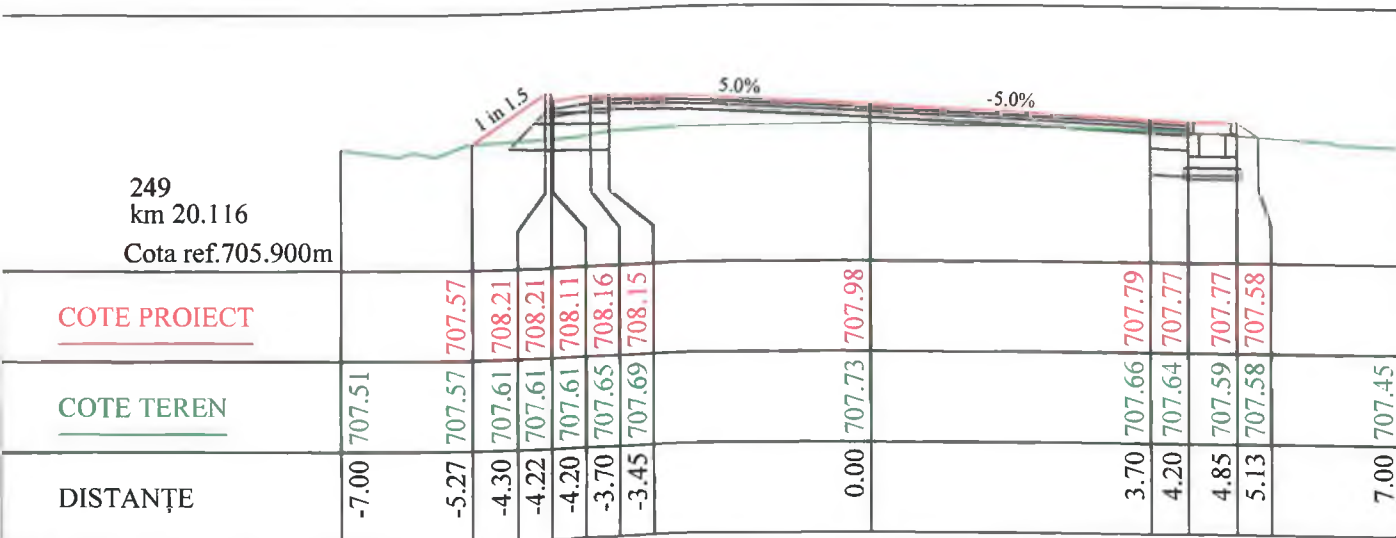 5.0%
-5.0%
1 in 1.5
249
km 20.116
Cota ref.705.900m
COTE PROIECT 707.57 708.21 708.21 708.11 708.16 708.15 707.98 707.79 707.77 707.77 707.58
COTE TEREN 707.51 707.57 707.61 707.61 707.61 707.65 707.69 707.73 707.66 707.64 707.59 707.58 707.45
DISTANȚE -7.00 -5.27 -4.30 -4.22 -4.20 -3.70 -3.45 0.00 3.70 4.20 4.85 5.13 7.00